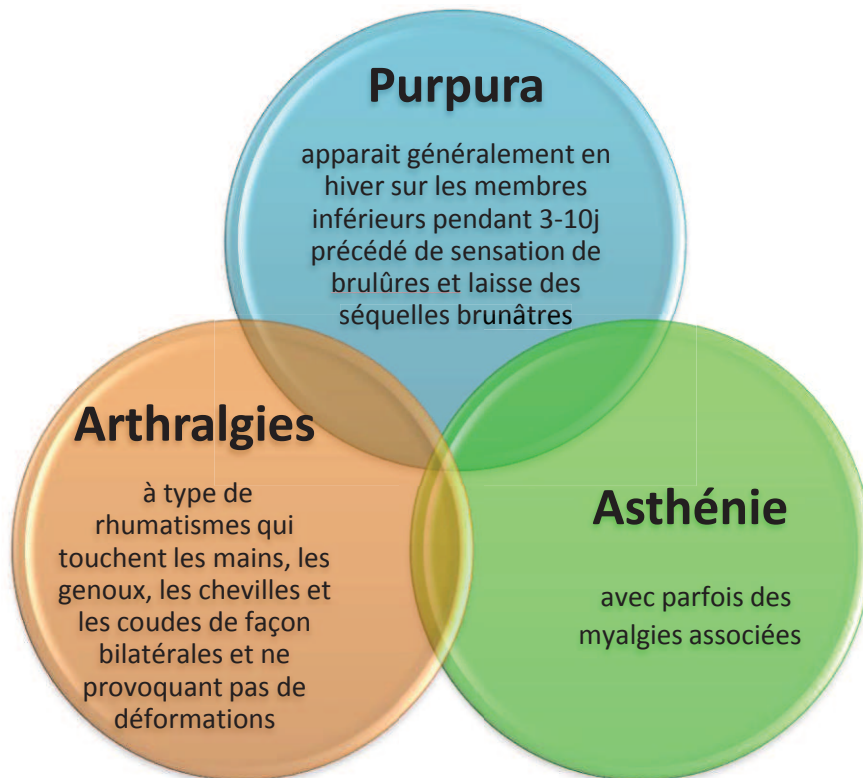 Purpura
apparait généralement en
hiver sur les membres
inférieurs pendant 3-10j
précédé de sensation de
brulûres et laisse des
séquelles brunâtres
Arthralgies
à type de
rhumatismes qui
touchent les mains, les
genoux, les chevilles et
les coudes de façon
bilatérales et ne
provoquant pas de
déformations
Asthénie
avec parfois des
myalgies associées